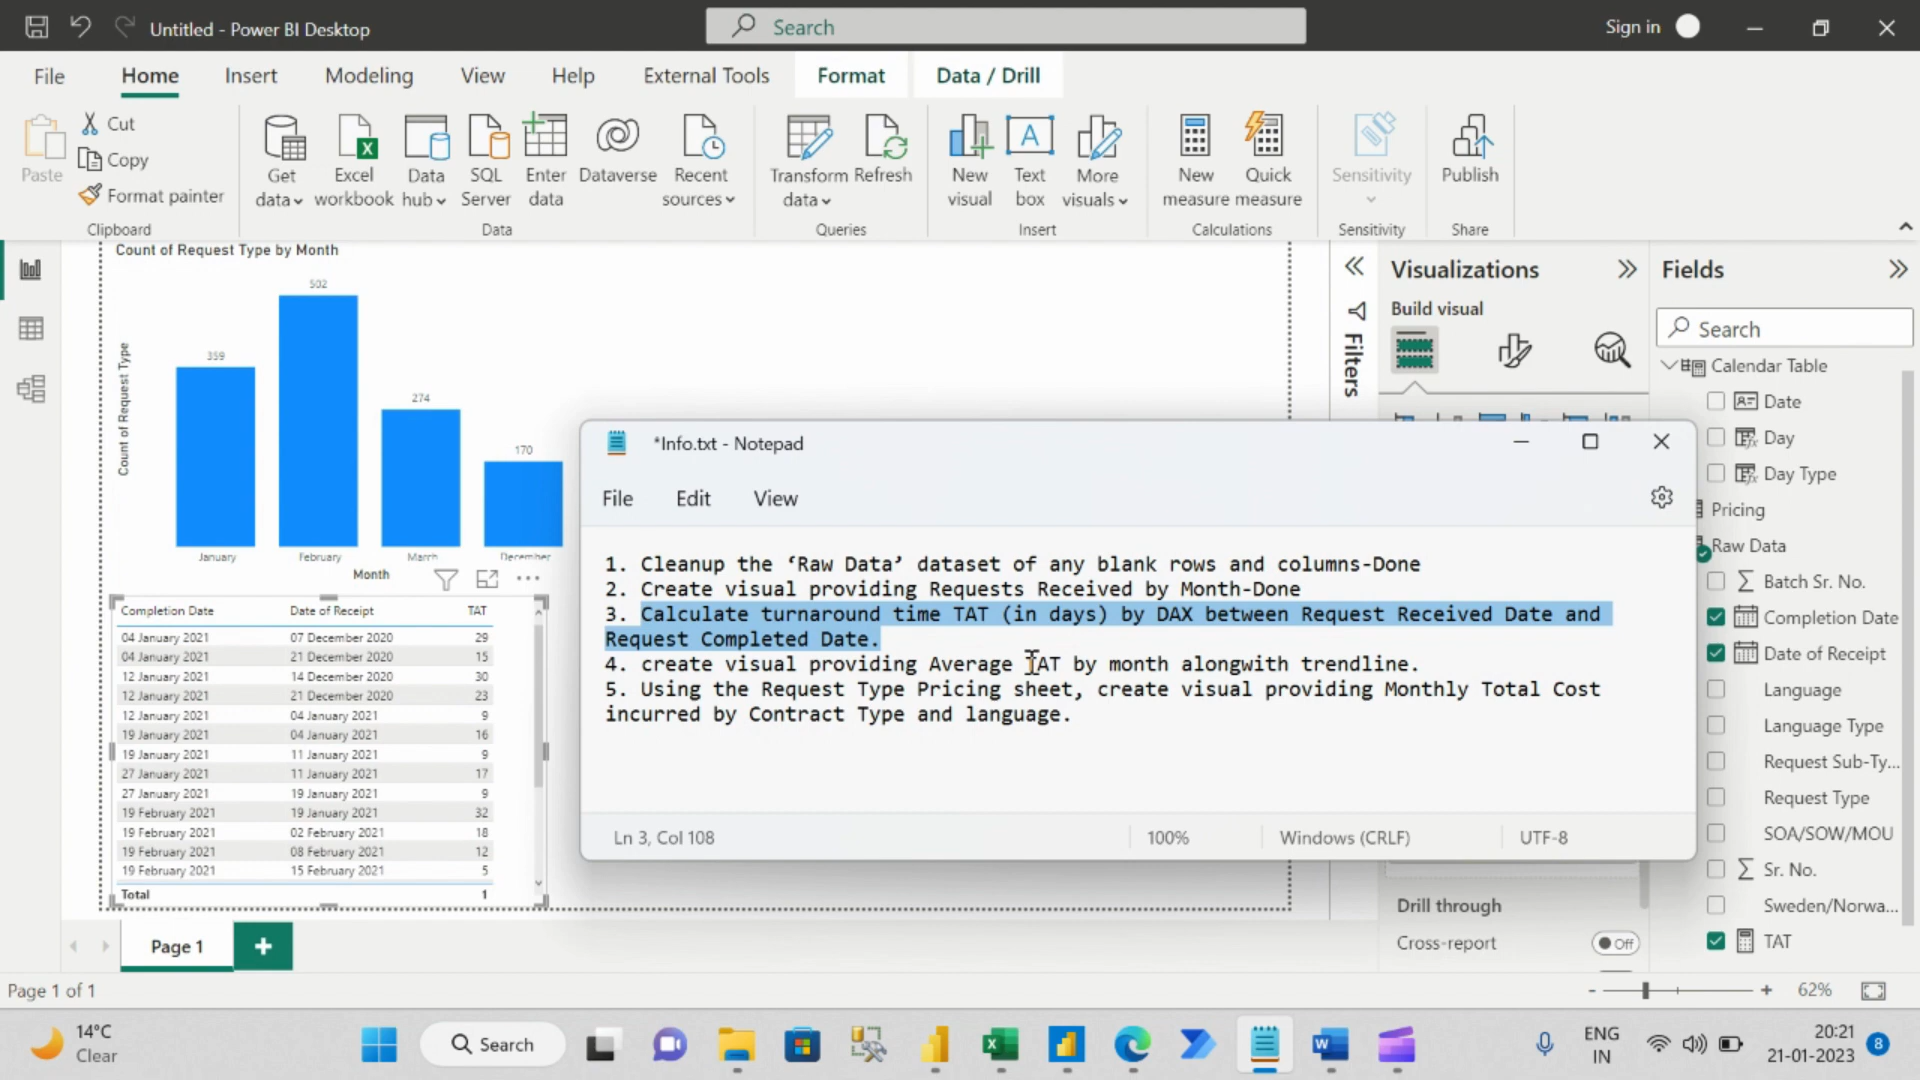 Untitled - Power BI Desktop
Search
Sign in
File Home Insert Modeling View Help External Tools Format Data / Drill
Paste
Cut
Copy
Format painter
Clipboard
Get data
Excel workbook
Data hub
SQL Server
Enter data
Dataverse
Recent sources
Data
Transform data
Refresh
Queries
New visual
Text box
More visuals
Insert
New measure
Quick measure
Calculations
Sensitivity
Sensitivity
Publish
Share
Count of Request Type by Month
Count of Request Type
359
502
274
170
January February March December
Month
Completion Date Date of Receipt TAT
04 January 2021 07 December 2020 29
04 January 2021 21 December 2020 15
12 January 2021 14 December 2020 30
12 January 2021 21 December 2020 23
12 January 2021 04 January 2021 9
19 January 2021 04 January 2021 16
19 January 2021 11 January 2021 9
27 January 2021 11 January 2021 17
27 January 2021 19 January 2021 9
19 February 2021 19 January 2021 32
19 February 2021 02 February 2021 18
19 February 2021 08 February 2021 12
19 February 2021 15 February 2021 5
Total 1
*Info.txt - Notepad
File Edit View
1. Cleanup the ‘Raw Data’ dataset of any blank rows and columns-Done
2. Create visual providing Requests Received by Month-Done
3. Calculate turnaround time TAT (in days) by DAX between Request Received Date and
Request Completed Date.
4. create visual providing Average TAT by month alongwith trendline.
5. Using the Request Type Pricing sheet, create visual providing Monthly Total Cost
incurred by Contract Type and language.
Ln 3, Col 108 100% Windows (CRLF) UTF-8
Filters
Visualizations
Build visual
Drill through
Cross-report Off
Fields
Search
Calendar Table
Date
Day
Day Type
Pricing
Raw Data
Batch Sr. No.
Completion Date
Date of Receipt
Language
Language Type
Request Sub-Ty...
Request Type
SOA/SOW/MOU
Sr. No.
Sweden/Norwa...
TAT
Page 1
Page 1 of 1
62%
14°C
Clear
Search
ENG
IN
20:21
21-01-2023
8